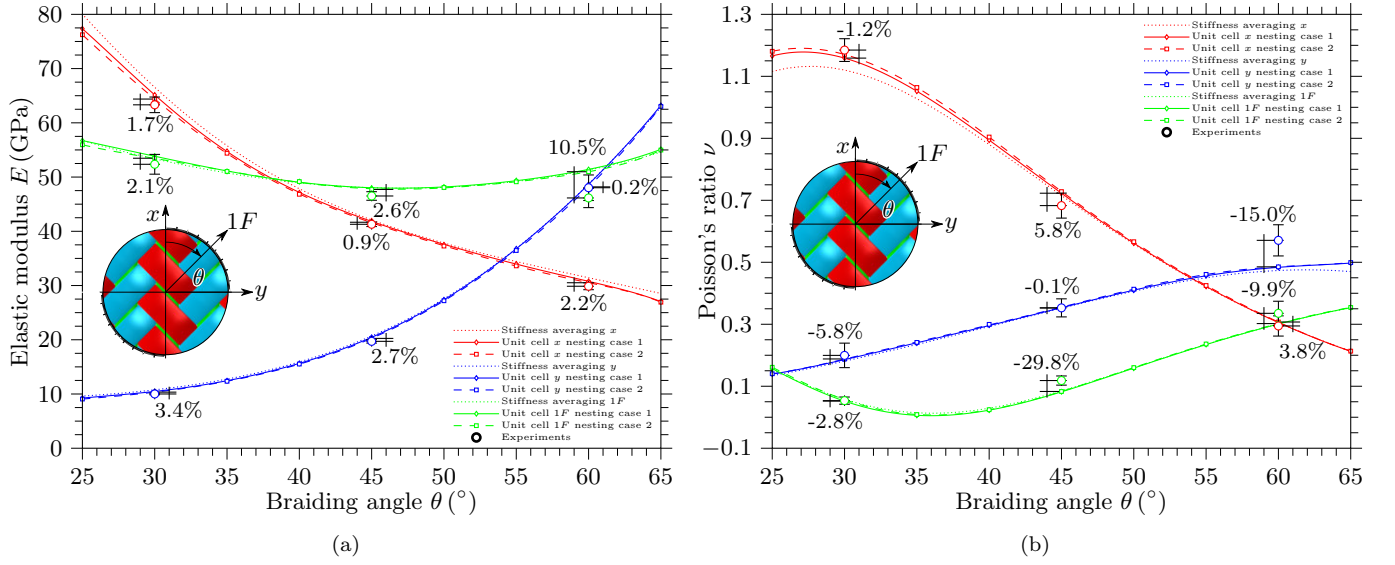 80
70
60
50
40
30
20
10
0
Elastic modulus E (GPa)
25 30 35 40 45 50 55 60 65
Braiding angle θ (°)
1.7%
2.1%
3.4%
2.6%
0.9%
2.7%
10.5%
-0.2%
2.2%
x
1F
θ
y
Stiffness averaging x
Unit cell x nesting case 1
Unit cell x nesting case 2
Stiffness averaging y
Unit cell y nesting case 1
Unit cell y nesting case 2
Stiffness averaging 1F
Unit cell 1F nesting case 1
Unit cell 1F nesting case 2
Experiments
(a)
1.3
1.1
0.9
0.7
0.5
0.3
0.1
−0.1
Poisson's ratio ν
25 30 35 40 45 50 55 60 65
Braiding angle θ (°)
-1.2%
-5.8%
-2.8%
5.8%
-0.1%
-29.8%
-15.0%
-9.9%
3.8%
x
1F
θ
y
Stiffness averaging x
Unit cell x nesting case 1
Unit cell x nesting case 2
Stiffness averaging y
Unit cell y nesting case 1
Unit cell y nesting case 2
Stiffness averaging 1F
Unit cell 1F nesting case 1
Unit cell 1F nesting case 2
Experiments
(b)